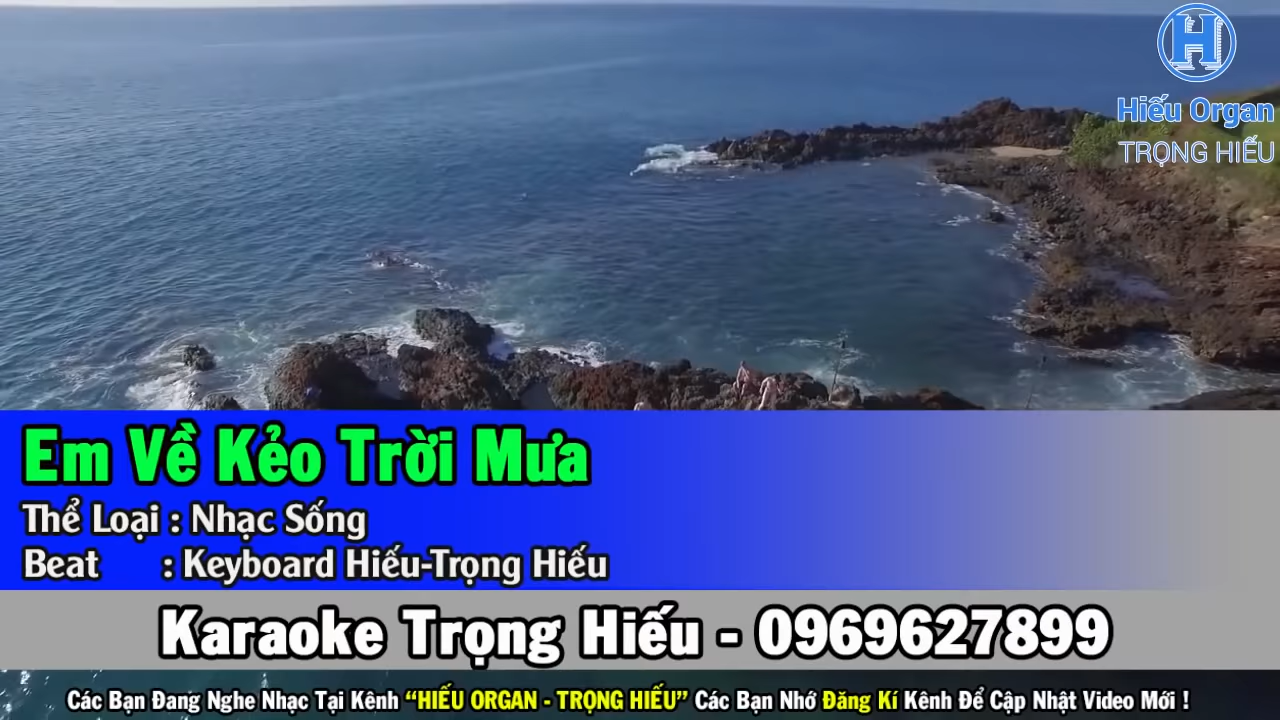 H
Hiếu Organ
TRỌNG HIẾU
Em Về Kẻo Trời Mưa
Thể Loại : Nhạc Sống
Beat : Keyboard Hiếu-Trọng Hiếu
Karaoke Trọng Hiếu - 0969627899
Các Bạn Đang Nghe Nhạc Tại Kênh “HIẾU ORGAN - TRỌNG HIẾU” Các Bạn Nhớ Đăng Kí Kênh Để Cập Nhật Video Mới !